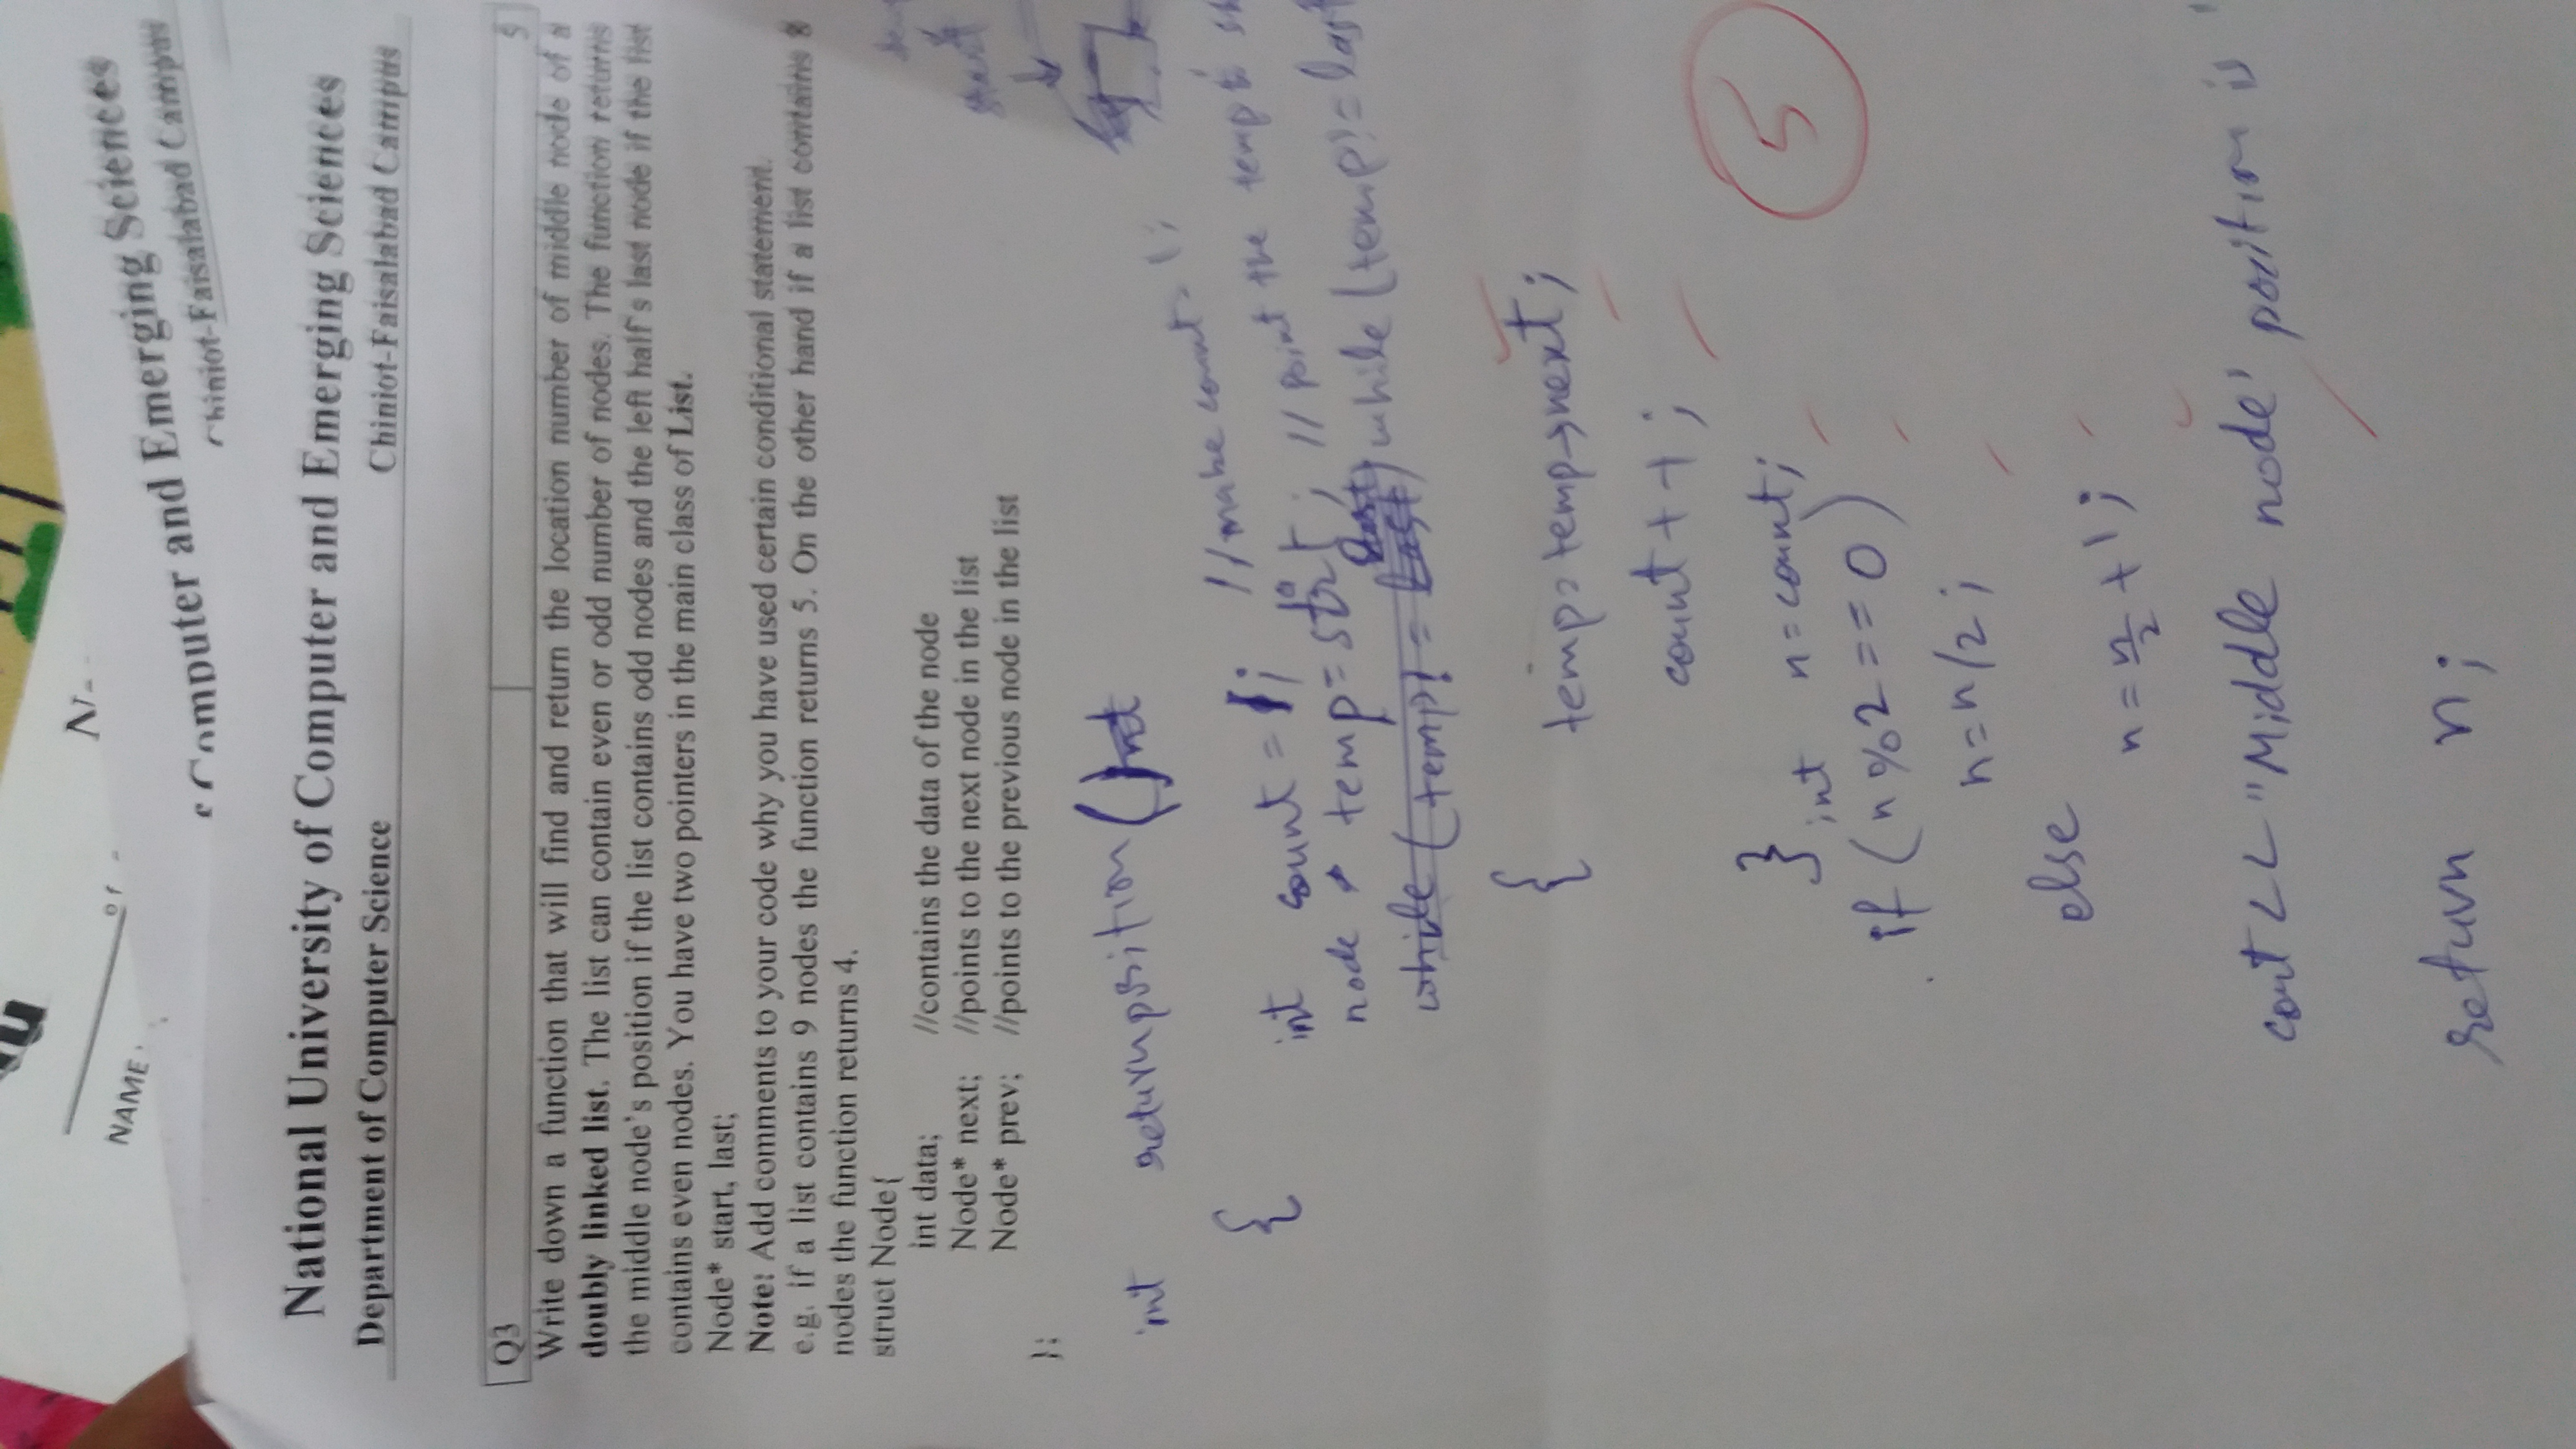 NAME:
of
Computer and Emerging Sciences
Chiniot-Faisalabad Campus
National University of Computer and Emerging Sciences
Department of Computer Science Chiniot-Faisalabad Campus
Q3 5
Write down a function that will find and return the location number of middle node of a
doubly linked list. The list can contain even or odd number of nodes. The function returns
the middle node's position if the list contains odd nodes and the left half's last node if the list
contains even nodes. You have two pointers in the main class of List.
Node* start, last;
Note: Add comments to your code why you have used certain conditional statement.
e.g. if a list contains 9 nodes the function returns 5. On the other hand if a list contains 8
nodes the function returns 4.
struct Node{
int data; //contains the data of the node
Node* next; //points to the next node in the list
Node* prev; //points to the previous node in the list
};
start
int returnposition()
{ int count = 1; //make count = 1;
node * temp=strt; // Point the temp to
while (temp != last) while (temp != last
{ temp = temp→next;
count++;
} int n=count;
5
if (n%2==0)
n=n/2;
else
n=n/2+1;
cout<<"Middle node' position is "
return n;